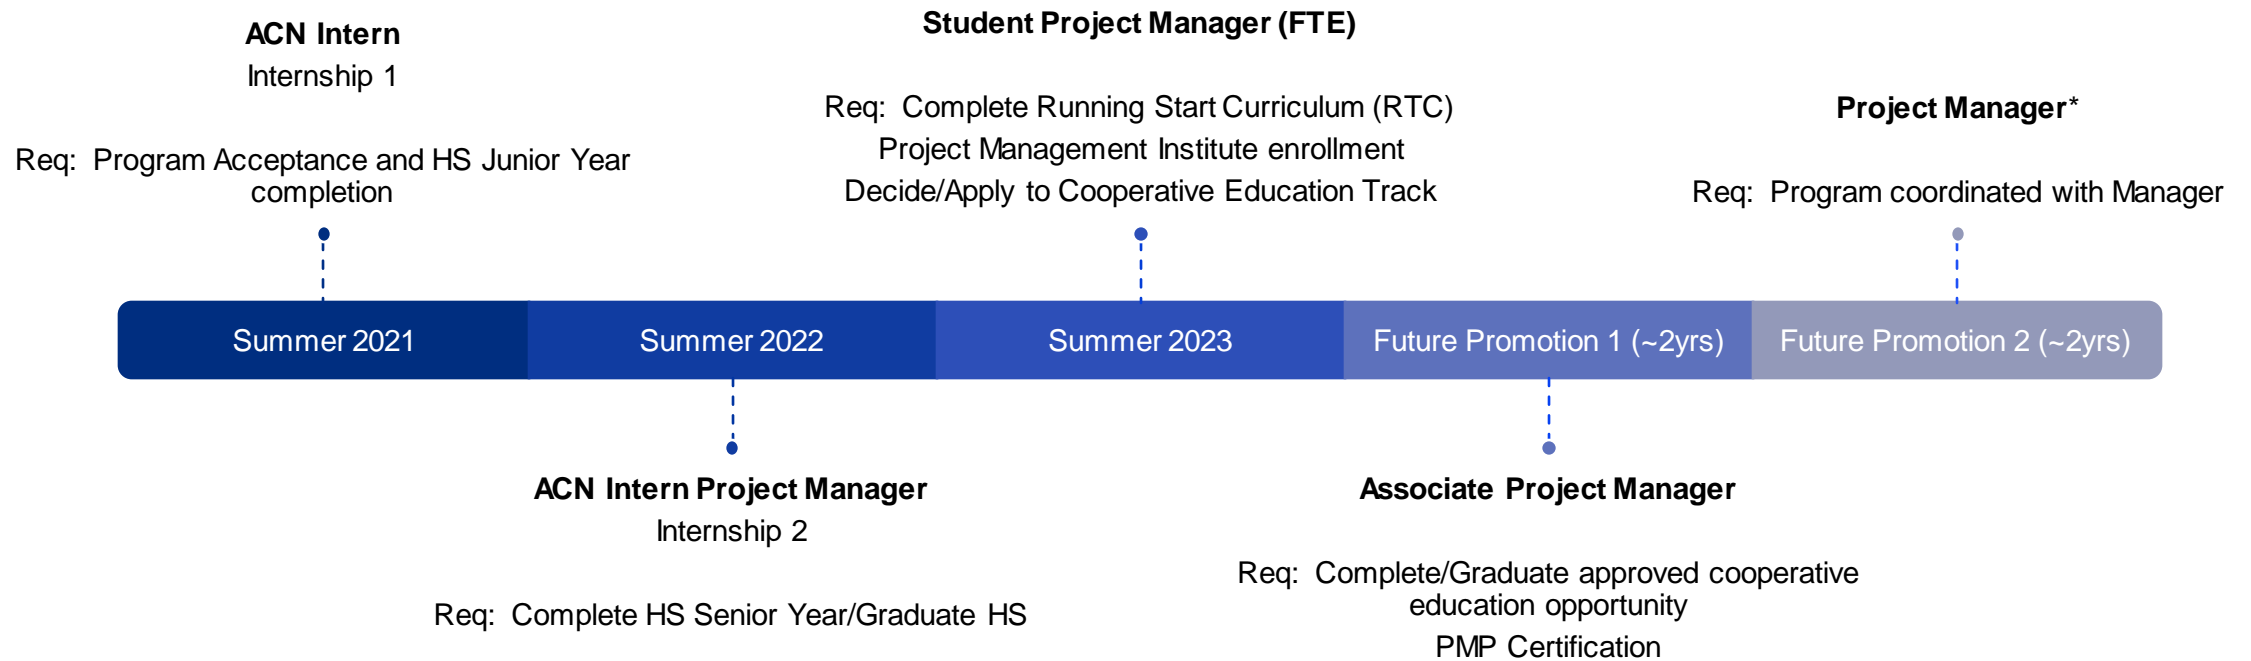 ACN Intern
Internship 1
Req: Program Acceptance and HS Junior Year
completion
Student Project Manager (FTE)
Req: Complete Running Start Curriculum (RTC)
Project Management Institute enrollment
Decide/Apply to Cooperative Education Track
Project Manager*
Req: Program coordinated with Manager
Summer 2021
Summer 2022
Summer 2023
Future Promotion 1 (~2yrs)
Future Promotion 2 (~2yrs)
ACN Intern Project Manager
Internship 2
Req: Complete HS Senior Year/Graduate HS
Associate Project Manager
Req: Complete/Graduate approved cooperative
education opportunity
PMP Certification